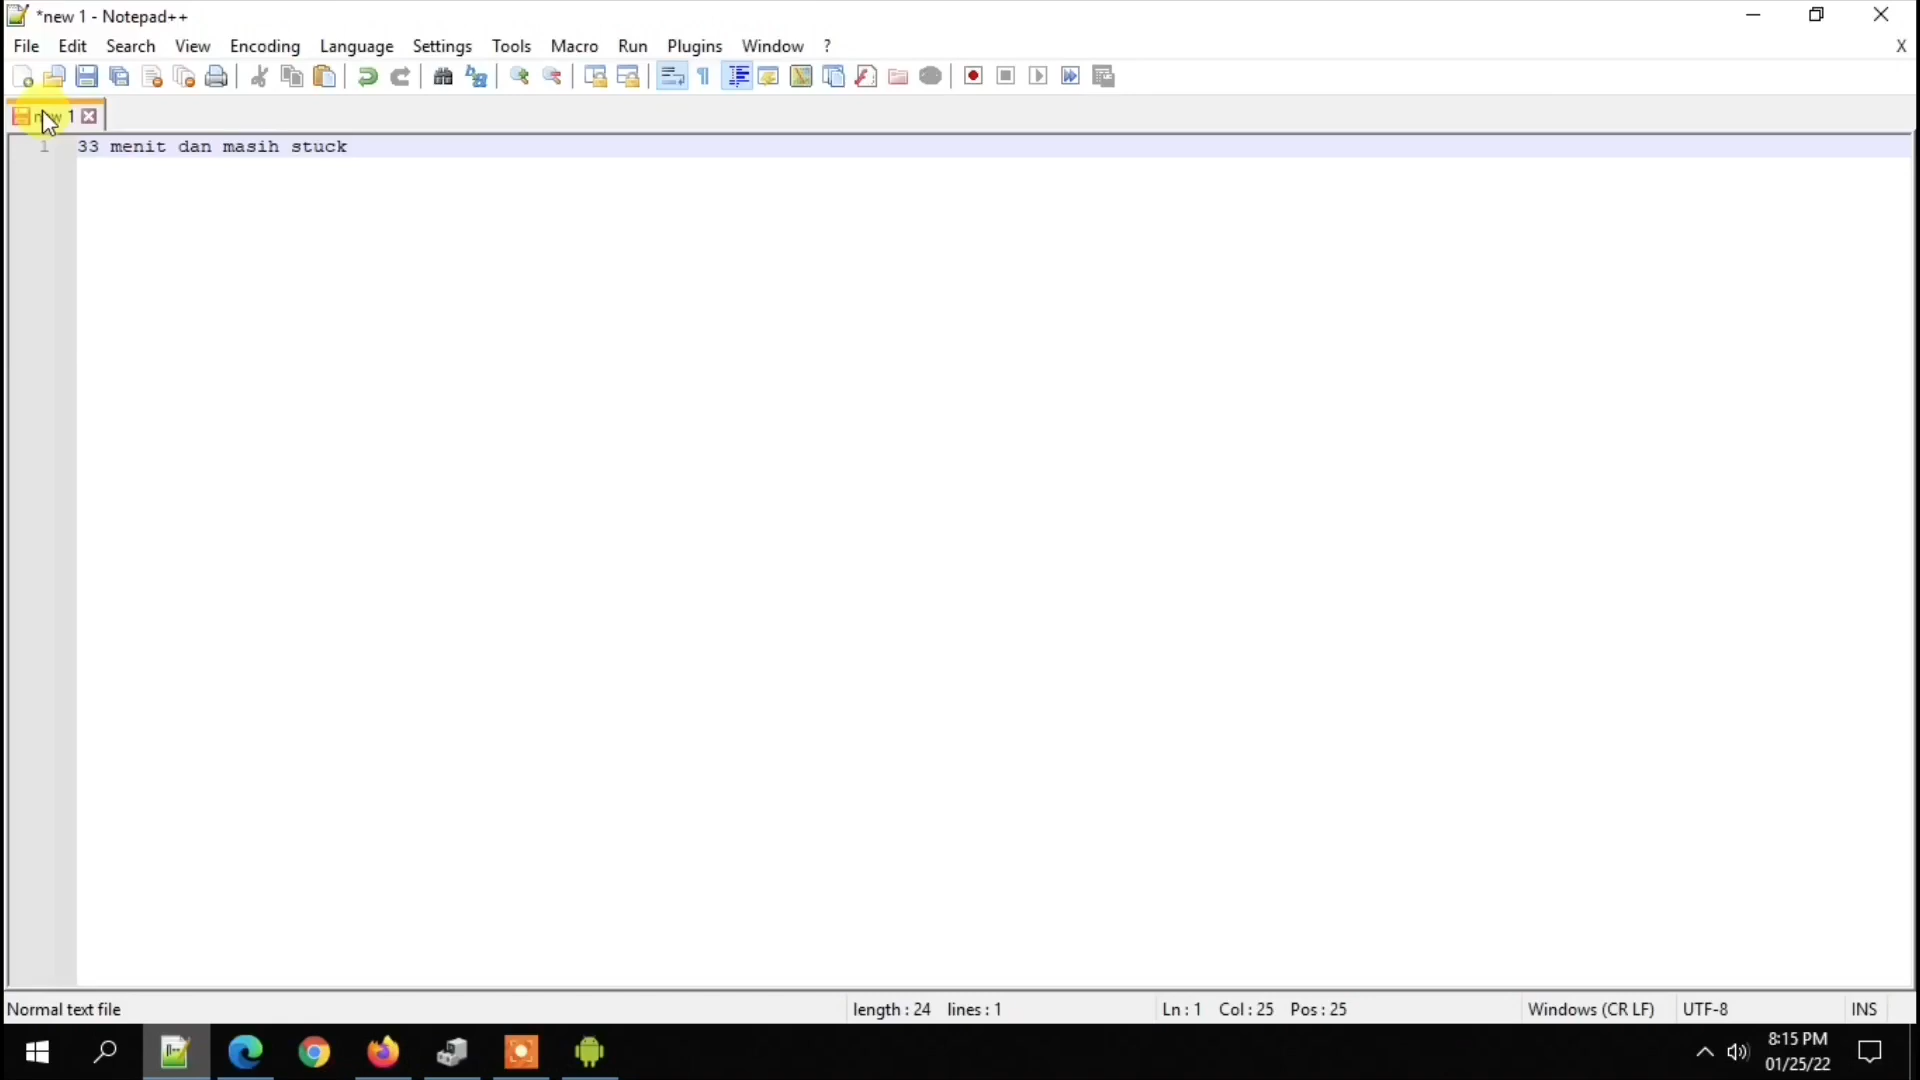 *new 1 - Notepad++
File Edit Search View Encoding Language Settings Tools Macro Run Plugins Window ? X
new 1
1 33 menit dan masih stuck
Normal text file length : 24 lines : 1 Ln : 1 Col : 25 Pos : 25 Windows (CR LF) UTF-8 INS
8:15 PM
01/25/22